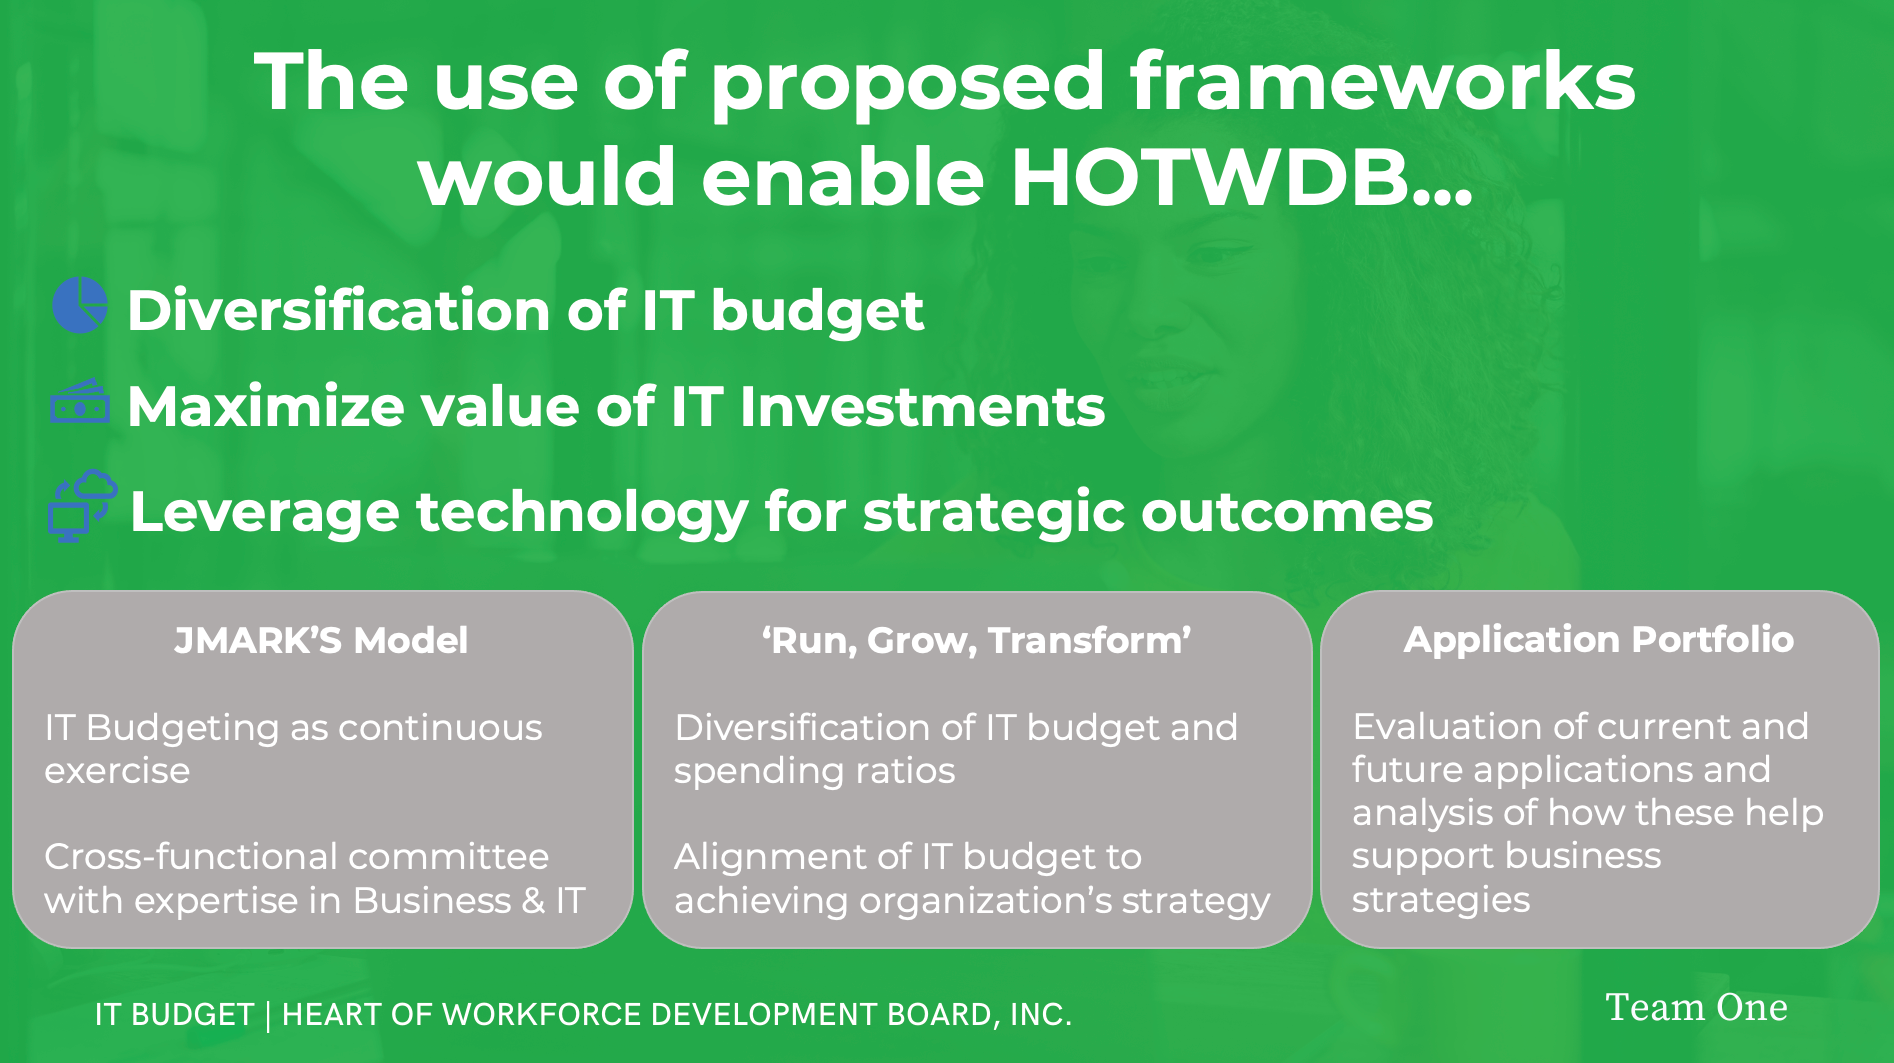 The use of proposed frameworks
would enable HOTWDB...
Diversification of IT budget
Maximize value of IT Investments
Leverage technology for strategic outcomes
JMARK’S Model
IT Budgeting as continuous
exercise
Cross-functional committee
with expertise in Business & IT
‘Run, Grow, Transform’
Diversification of IT budget and
spending ratios
Alignment of IT budget to
achieving organization’s strategy
Application Portfolio
Evaluation of current and
future applications and
analysis of how these help
support business
strategies
IT BUDGET | HEART OF WORKFORCE DEVELOPMENT BOARD, INC.
Team One